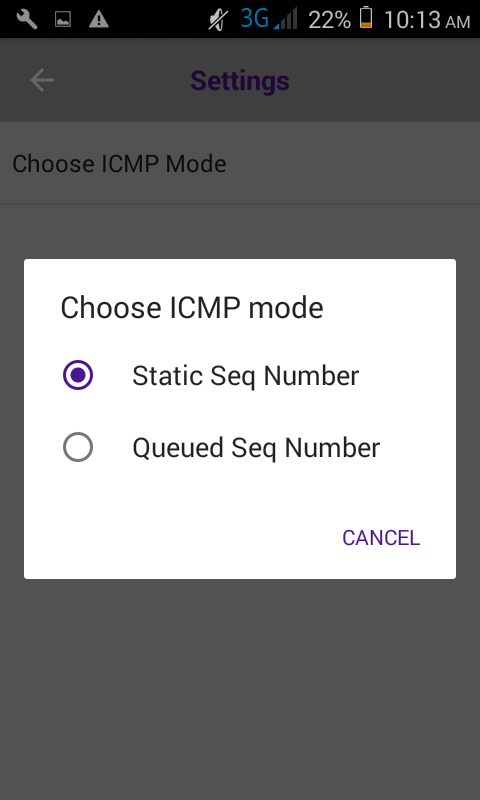 3G 22% 10:13 AM
Settings
Choose ICMP Mode
Choose ICMP mode
Static Seq Number
Queued Seq Number
CANCEL